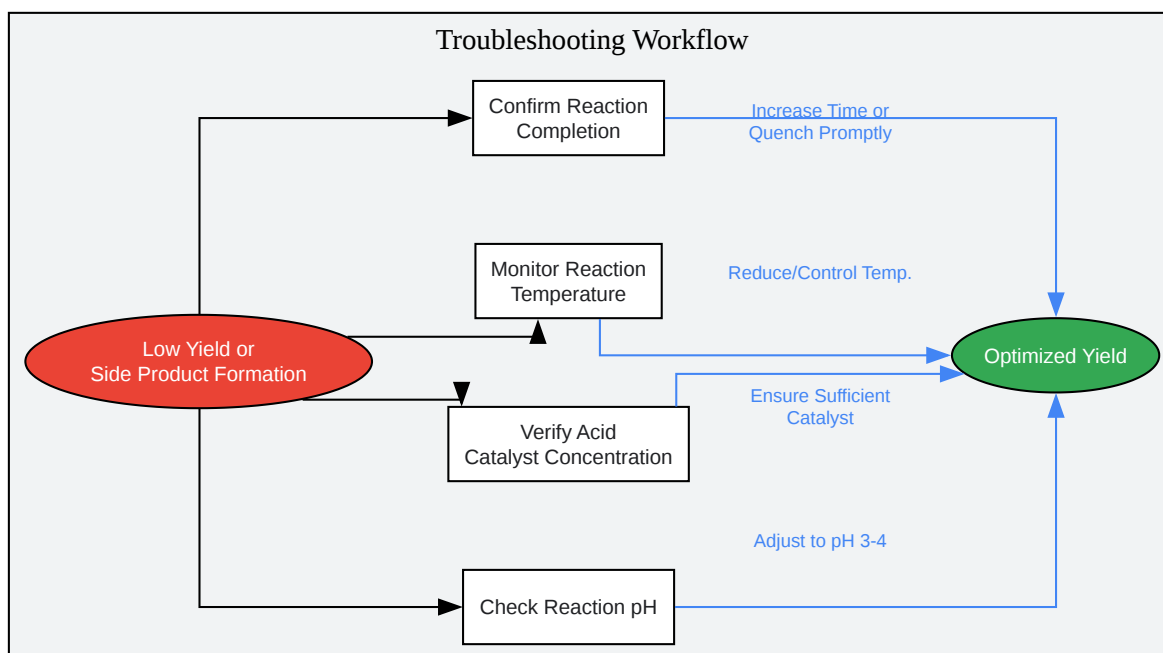 Troubleshooting Workflow
Confirm Reaction
Completion
Increase Time or
Quench Promptly
Monitor Reaction
Temperature
Reduce/Control Temp.
Low Yield or
Side Product Formation
Optimized Yield
Verify Acid
Catalyst Concentration
Ensure Sufficient
Catalyst
Adjust to pH 3-4
Check Reaction pH